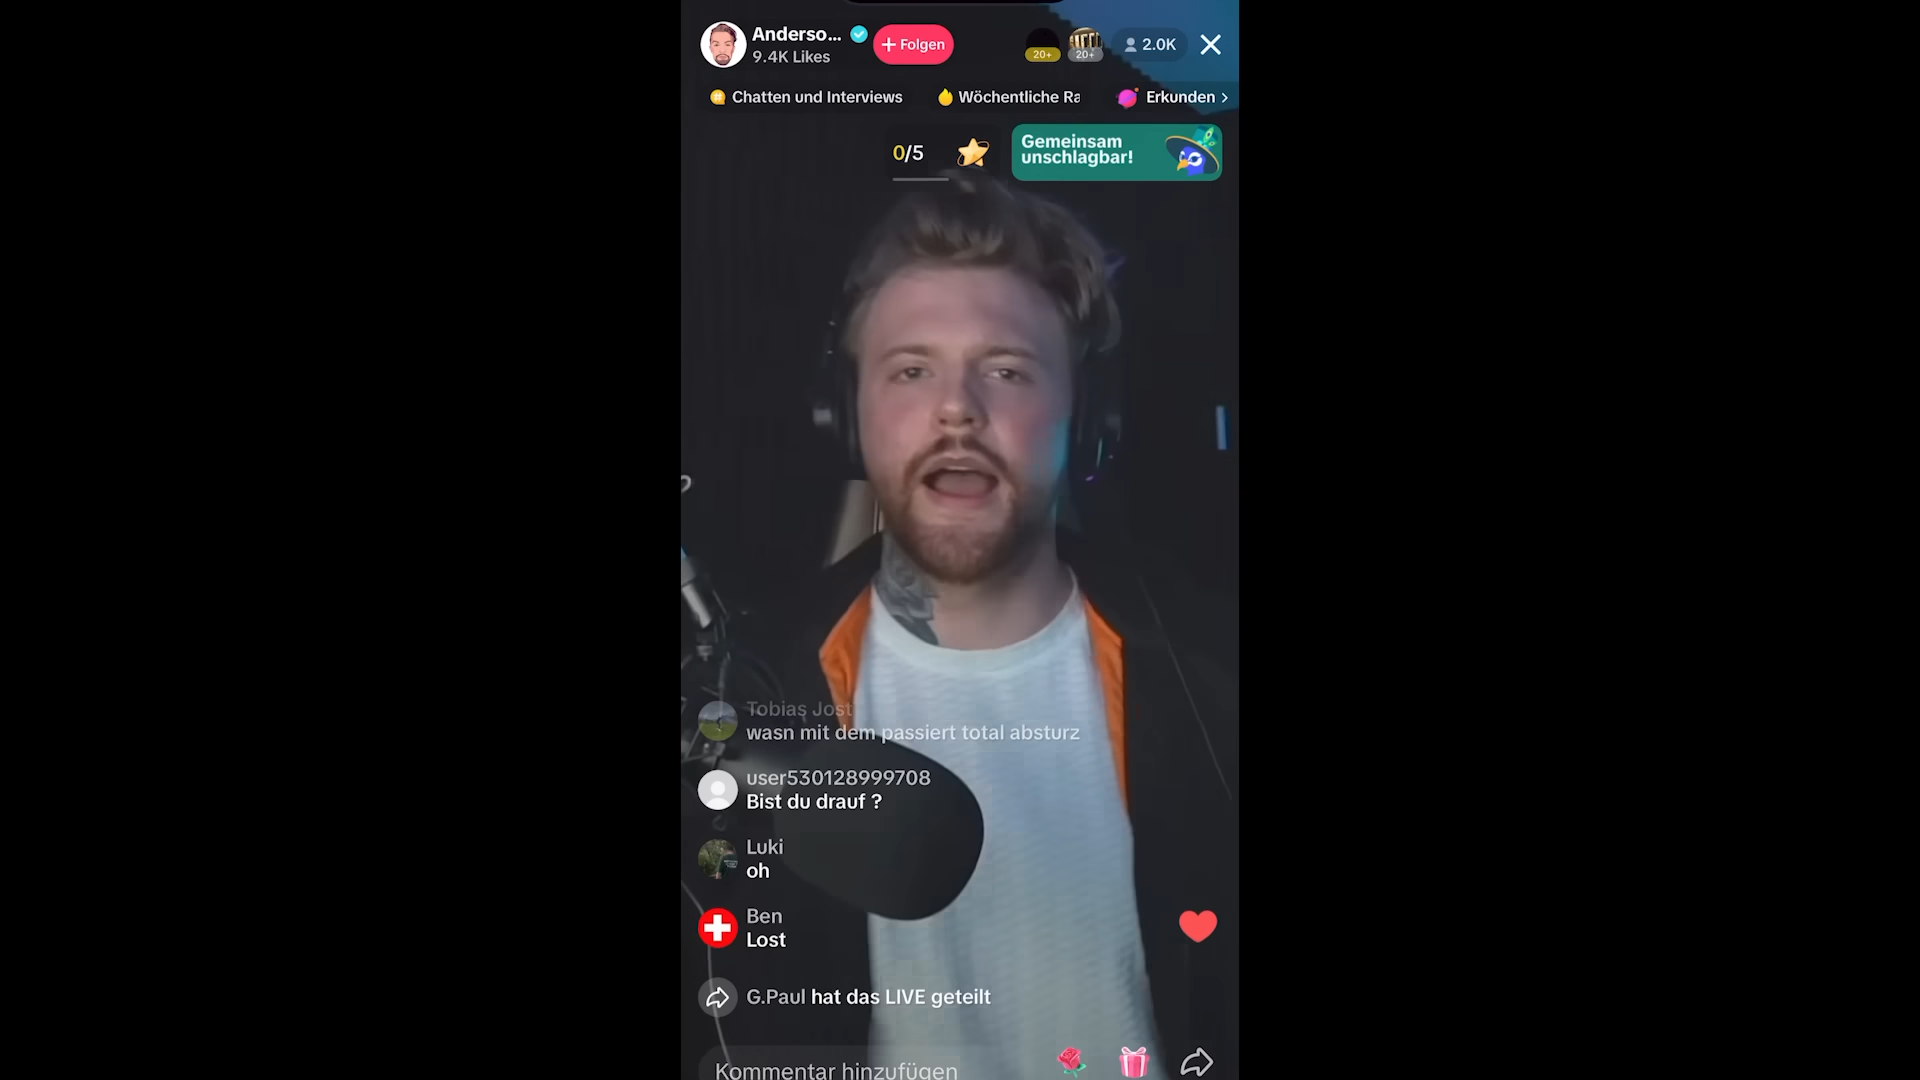 Anderso...
+ Folgen
9.4K Likes
20+
20+
2.0K
Chatten und Interviews
Wöchentliche Ra
Erkunden >
0/5
Gemeinsam
unschlagbar!
Tobias Jost
wasn mit dem passiert total absturz
user530128999708
Bist du drauf ?
Luki
oh
Ben
Lost
G.Paul hat das LIVE geteilt
Kommentar hinzufügen